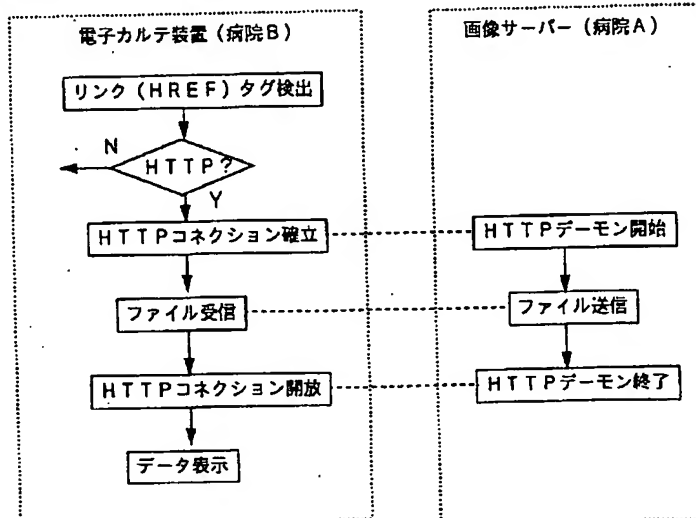 電子カルテ装置(病院B)
リンク(HREF)タグ検出
N
HTTP?
Y
HTTPコネクション確立
ファイル受信
HTTPコネクション開放
データ表示
画像サーバー(病院A)
HTTPデーモン開始
ファイル送信
HTTPデーモン終了